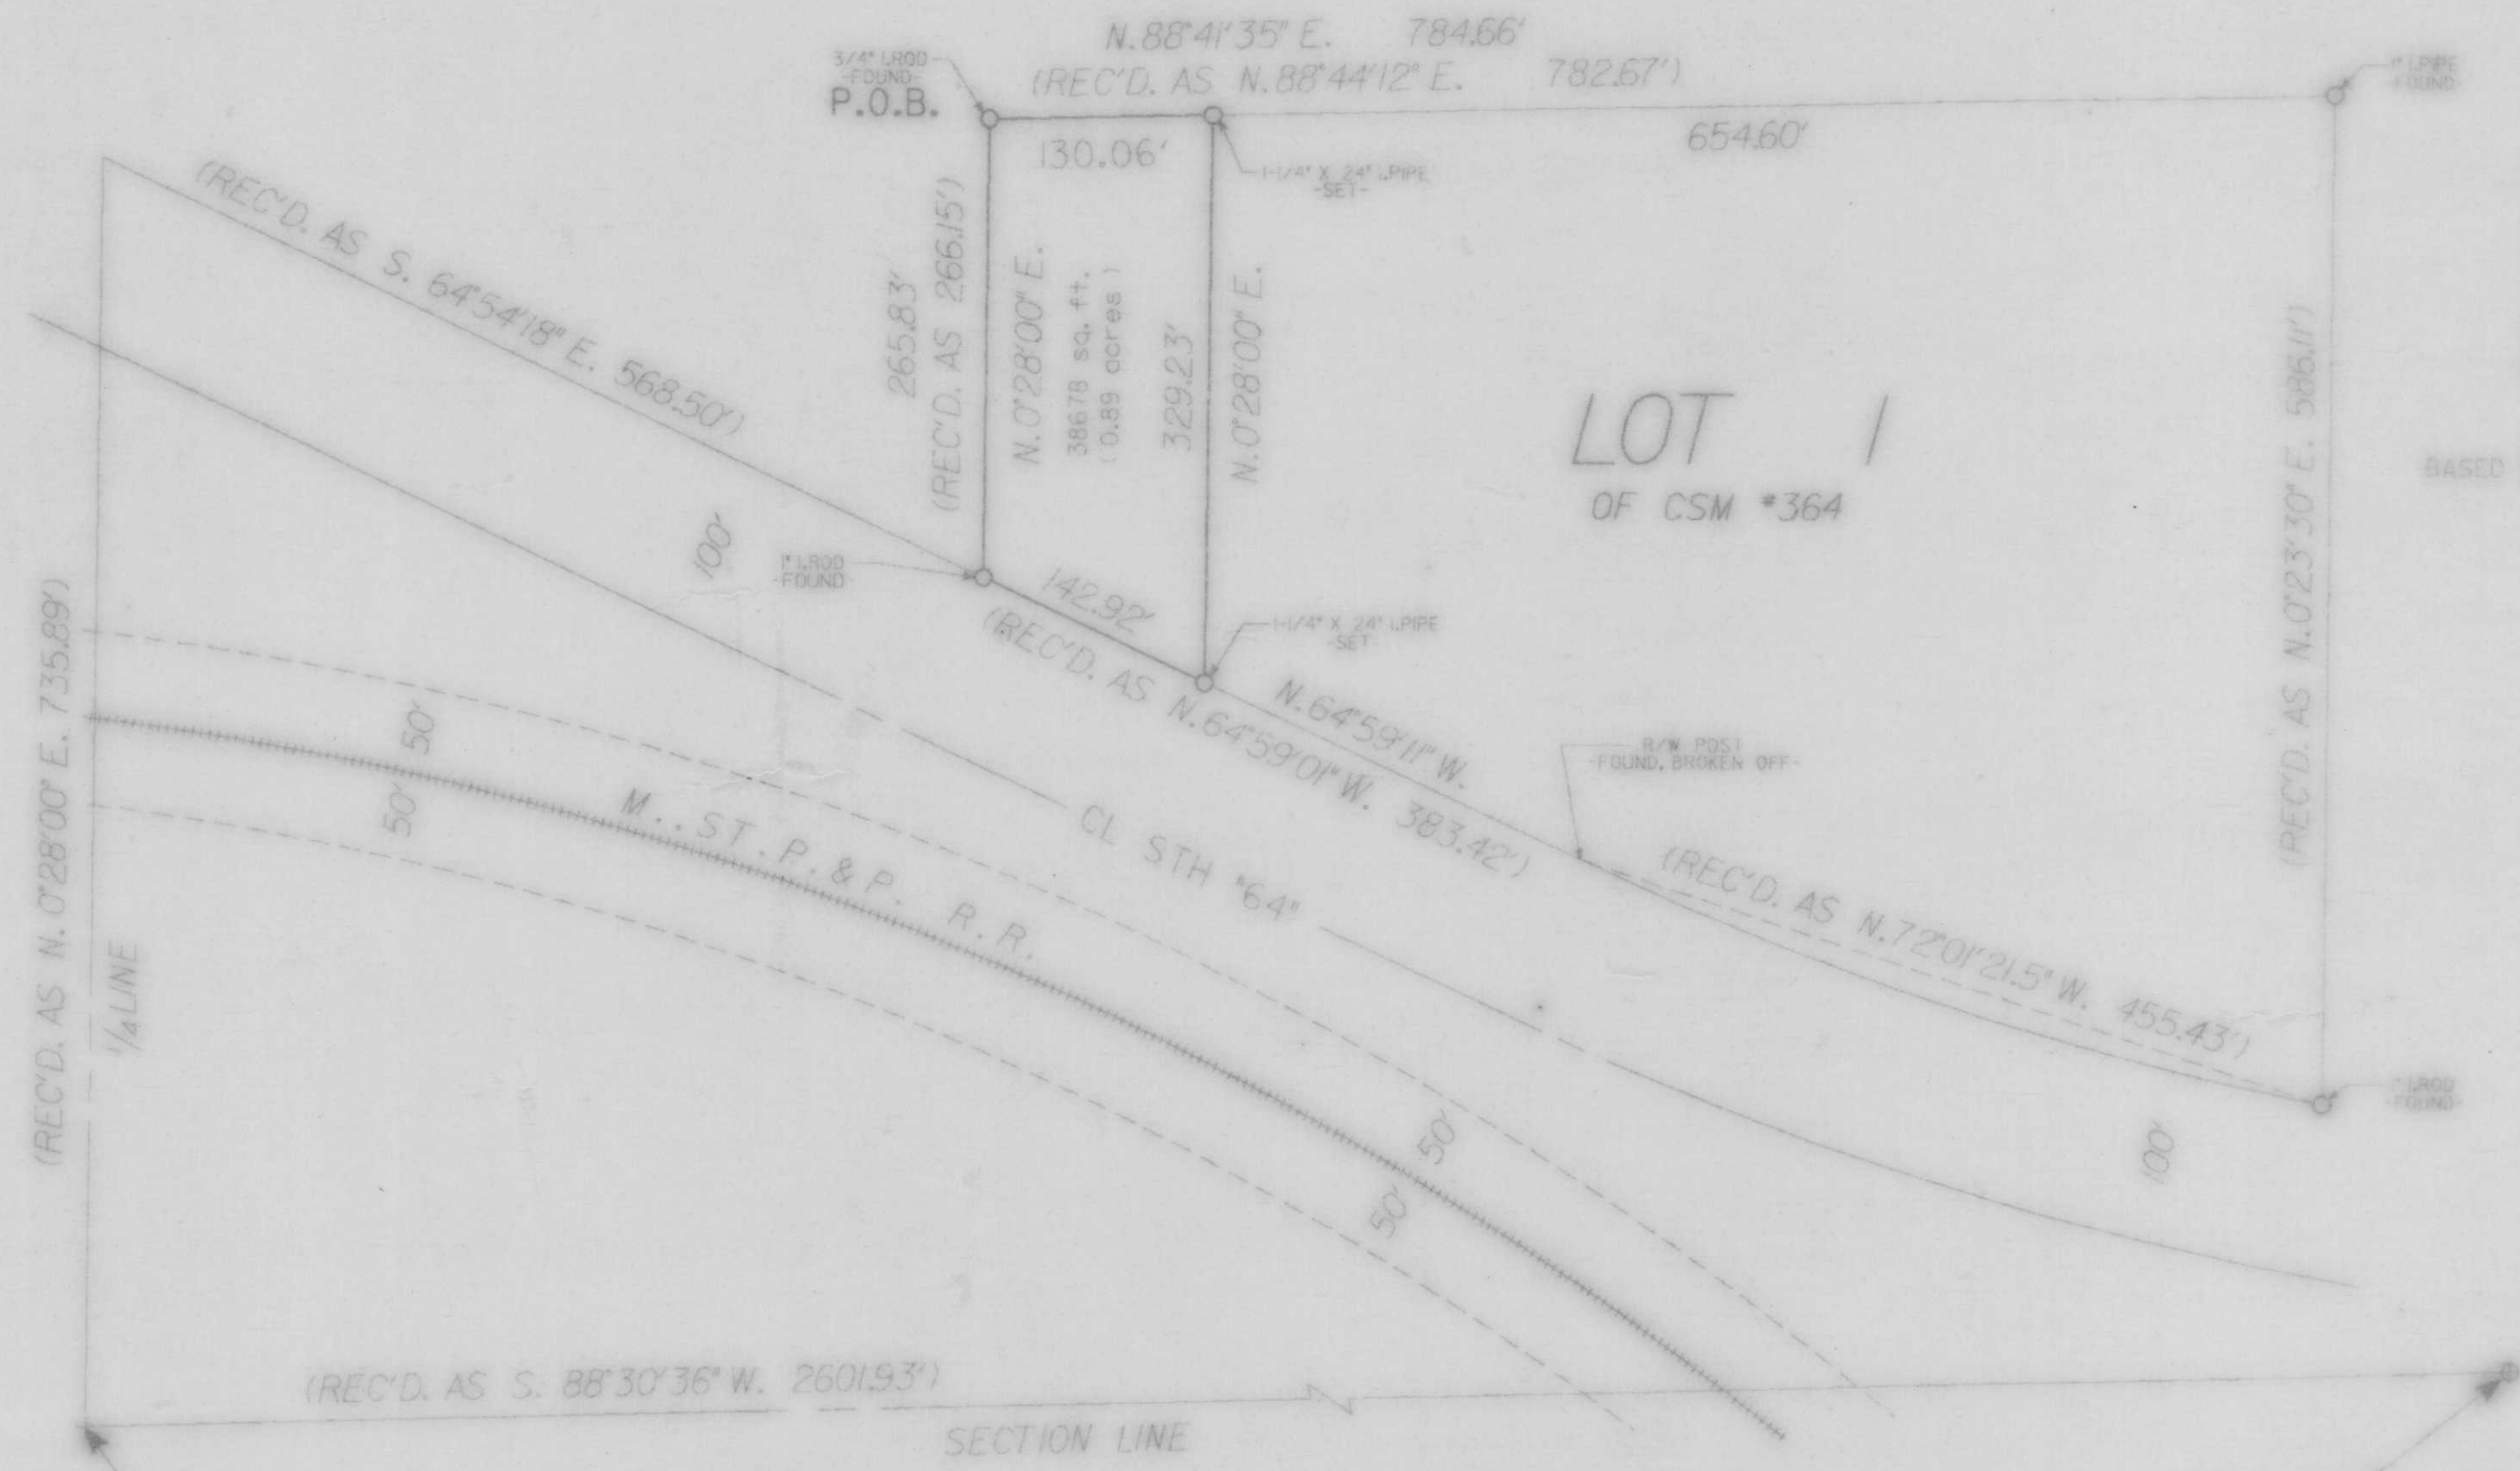 N.88°41'35" E. 784.66'
(REC'D. AS N.88°44'12" E. 782.67')
3/4" I.ROD
-FOUND-
P.O.B.
1" I.PIPE
-FOUND-
130.06'
654.60'
1-1/4" X 24" I.PIPE
-SET-
(REC'D. AS S. 64°54'18" E. 568.50')
265.83'
(REC'D. AS 266.15')
N.0°28'00" E.
38678 sq. ft.
(0.89 acres)
329.23'
N.0°28'00" E.
LOT 1
OF CSM #364
(REC'D. AS N.0°23'30" E. 586.11')
BASED
100'
1" I.ROD
-FOUND-
142.92'
(REC'D. AS N.64°59'01" W. 383.42')
1-1/4" X 24" I.PIPE
-SET-
N.64°59'11" W.
R/W POST
-FOUND, BROKEN OFF-
(REC'D. AS N.72°01'21.5" W. 455.43')
(REC'D. AS N. 0°28'00" E. 735.89')
1/4 LINE
50'
50'
M.. ST. P. & P. R. R.
CL STH "64"
1" I.ROD
-FOUND-
100'
50'
50'
(REC'D. AS S. 88°30'36" W. 2601.93')
SECTION LINE